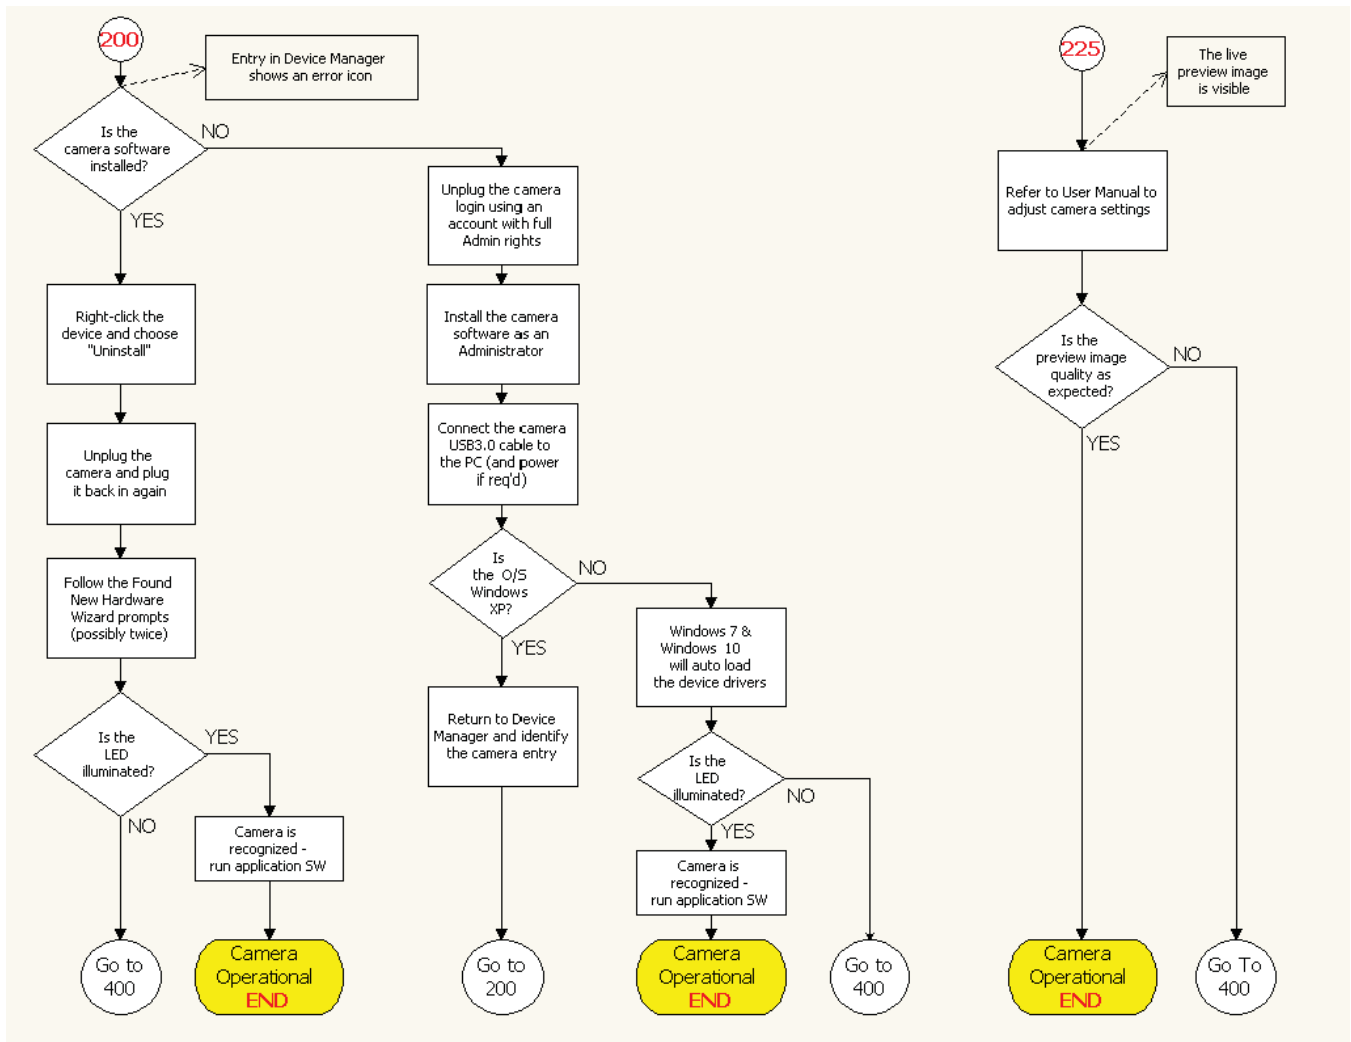 200
Entry in Device Manager
shows an error icon
Is the
camera software
installed?
NO
YES
Right-click the
device and choose
"Uninstall"
Unplug the
camera and plug
it back in again
Follow the Found
New Hardware
Wizard prompts
(possibly twice)
Is the
LED
illuminated?
YES
NO
Camera is
recognized -
run application SW
Go to
400
Camera
Operational
END
Unplug the camera
login using an
account with full
Admin rights
Install the camera
software as an
Administrator
Connect the camera
USB3.0 cable to
the PC (and power
if req'd)
Is
the O/S
Windows
XP?
NO
YES
Return to Device
Manager and identify
the camera entry
Go to
200
Windows 7 &
Windows 10
will auto load
the device drivers
Is the
LED
illuminated?
NO
YES
Camera is
recognized -
run application SW
Camera
Operational
END
Go to
400
225
The live
preview image
is visible
Refer to User Manual to
adjust camera settings
Is the
preview image
quality as
expected?
NO
YES
Camera
Operational
END
Go To
400